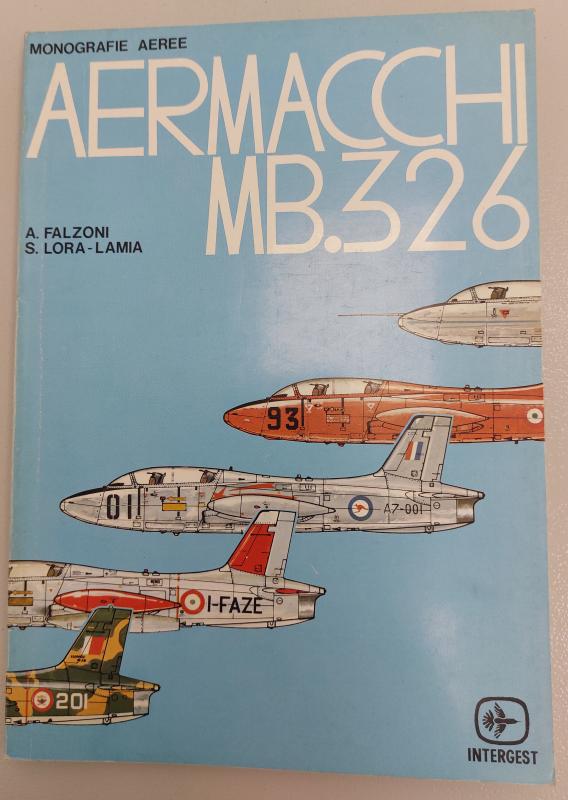 MONOGRAFIE AEREE
AERMACCHI
MB.326
A. FALZONI
S. LORA-LAMIA
93
01
A7-001
I-FAZE
201
INTERGEST